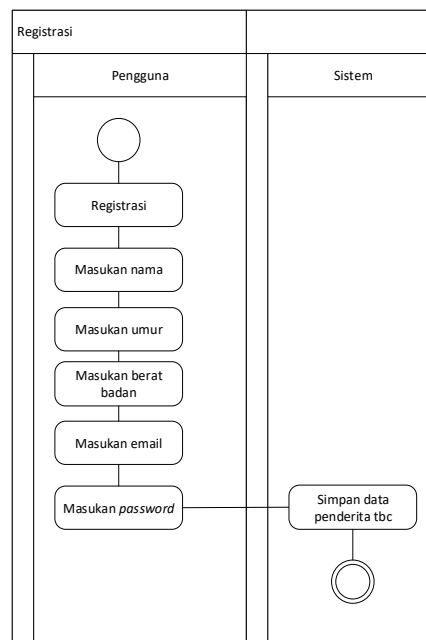 Registrasi
Pengguna
Sistem
Registrasi
Masukan nama
Masukan umur
Masukan berat
badan
Masukan email
Masukan password
Simpan data
penderita tbc